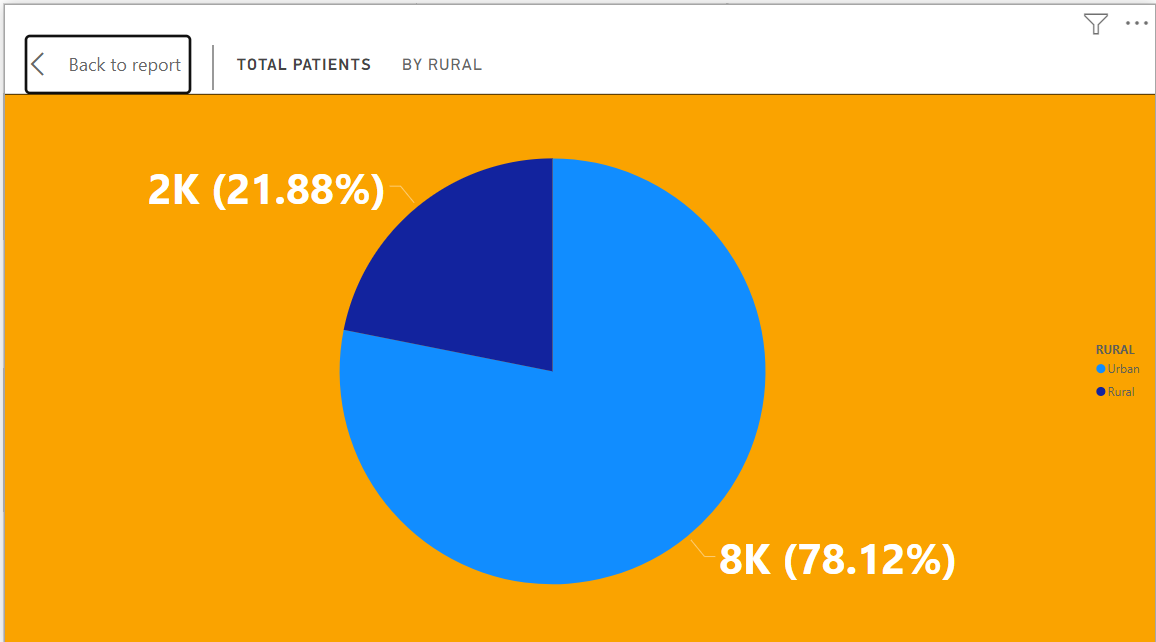 Back to report
TOTAL PATIENTS BY RURAL
2K (21.88%)
RURAL
Urban
Rural
8K (78.12%)